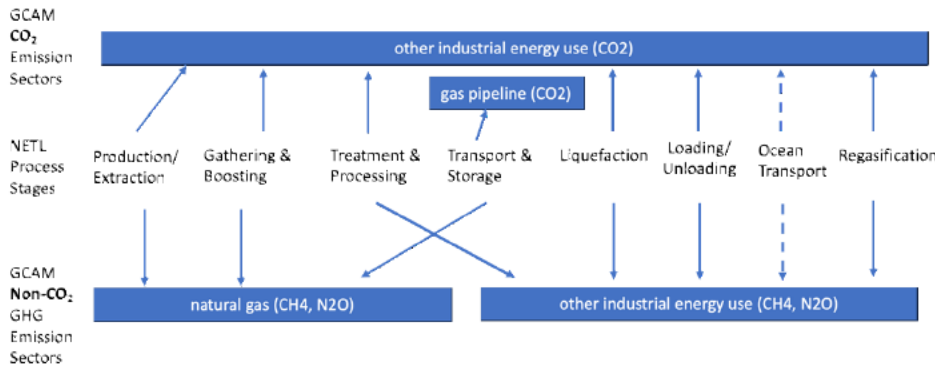 GCAM
CO₂
Emission
Sectors
other industrial energy use (CO2)
gas pipeline (CO2)
NETL
Process
Stages
Production/
Extraction
Gathering &
Boosting
Treatment &
Processing
Transport &
Storage
Liquefaction
Loading/
Unloading
Ocean
Transport
Regasification
GCAM
Non-CO₂
GHG
Emission
Sectors
natural gas (CH4, N2O)
other industrial energy use (CH4, N2O)